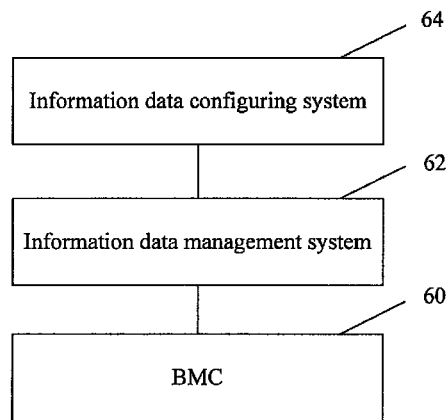 64
Information data configuring system
62
Information data management system
60
BMC